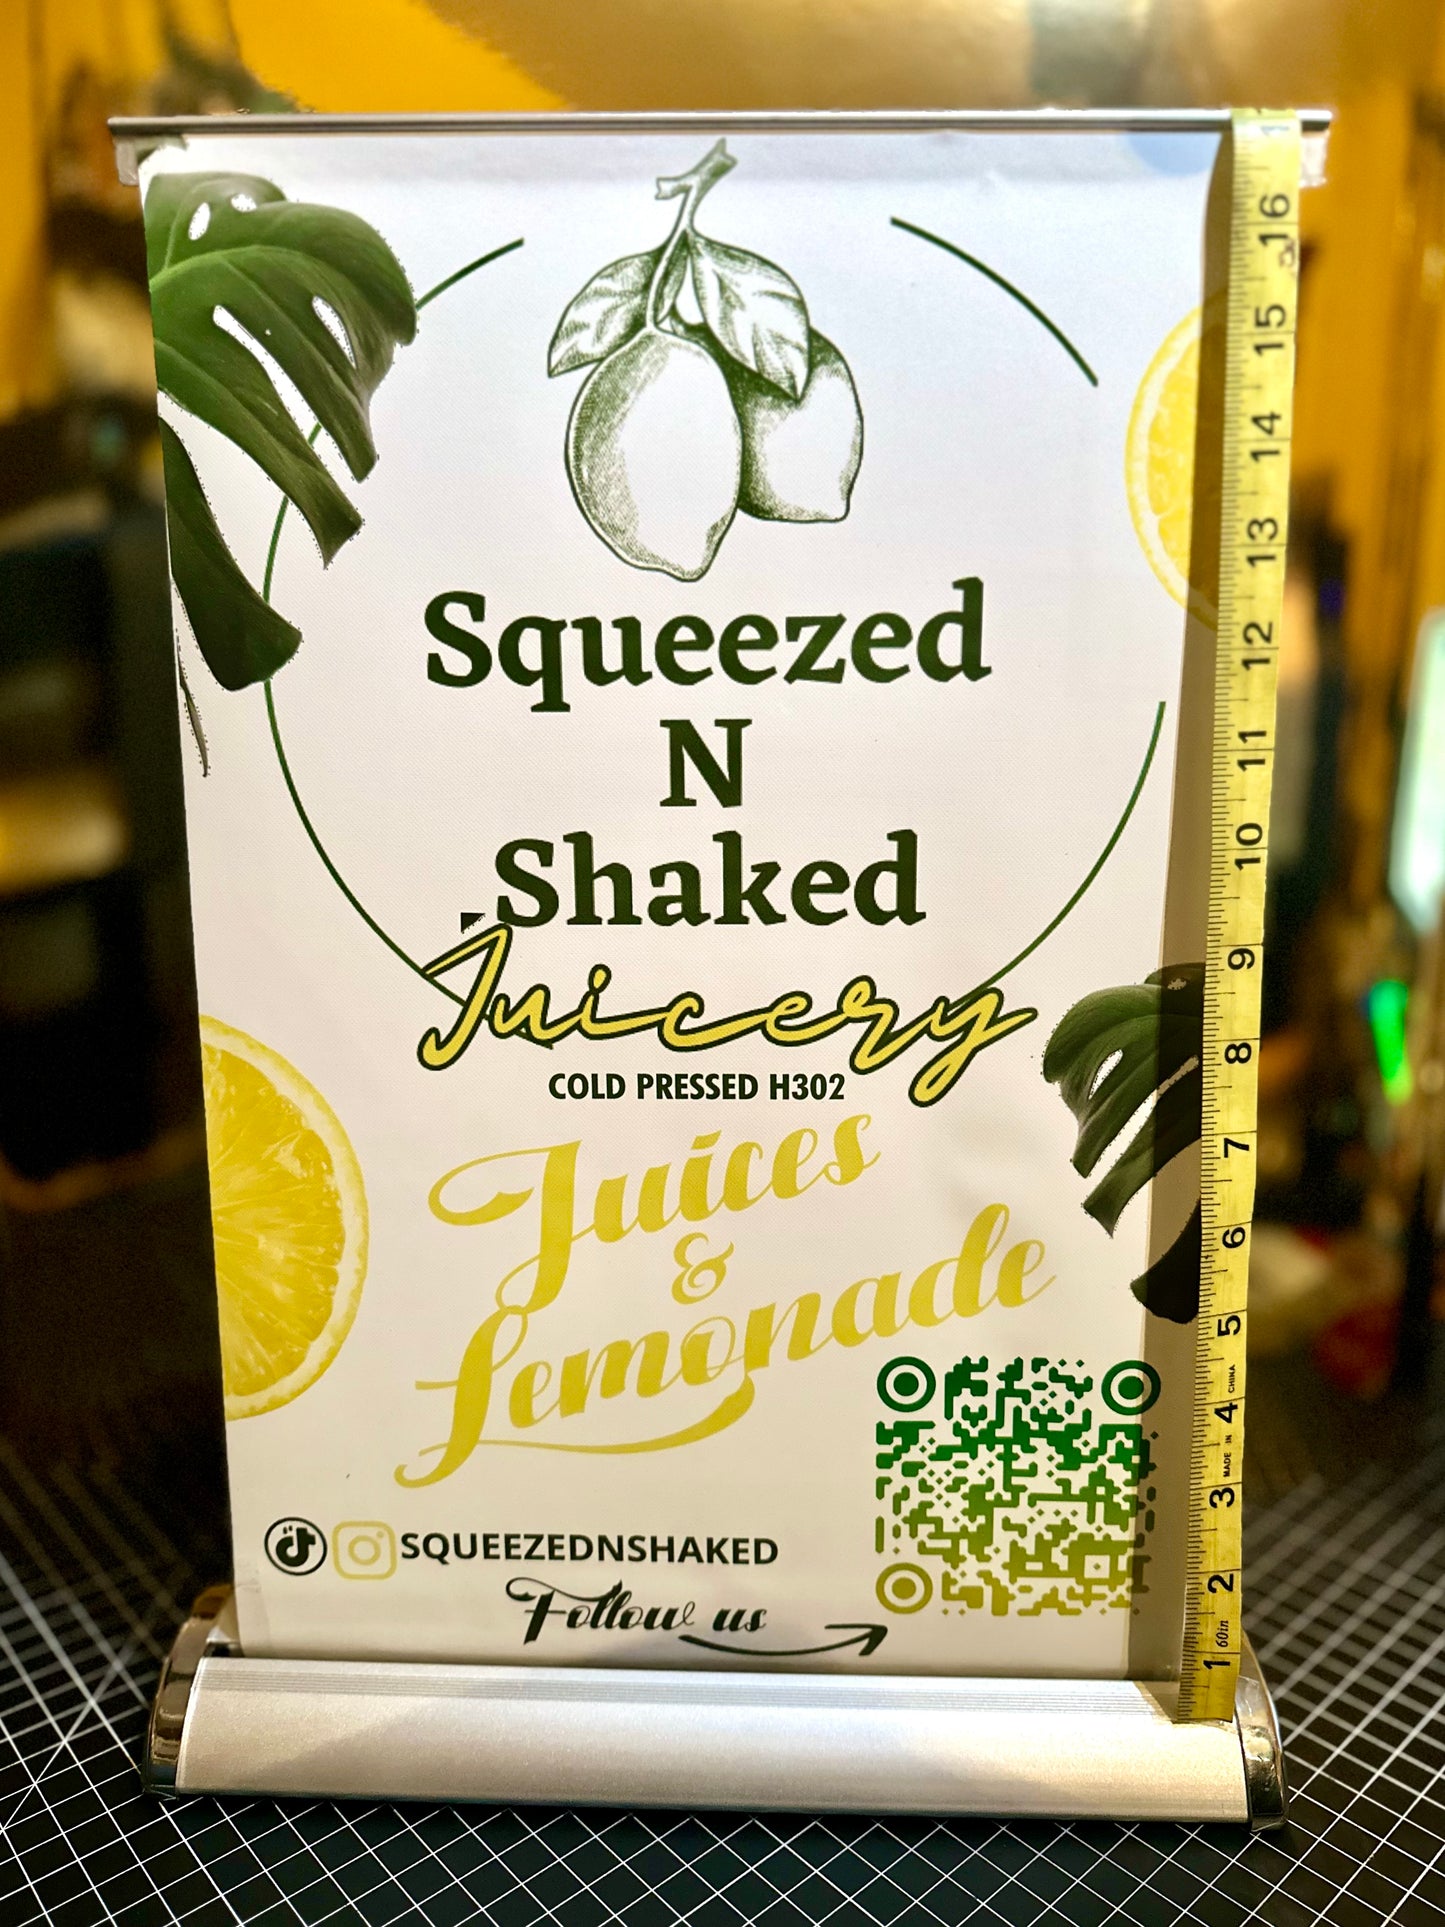 Squeezed
N
Shaked
Juicery
COLD PRESSED H302
Juices
&
Lemonade
SQUEEZEDNSHAKED
Follow us
1
16
15
14
13
12
11
10
9
8
7
6
5
MADE IN CHINA
4
3
2
60in
1